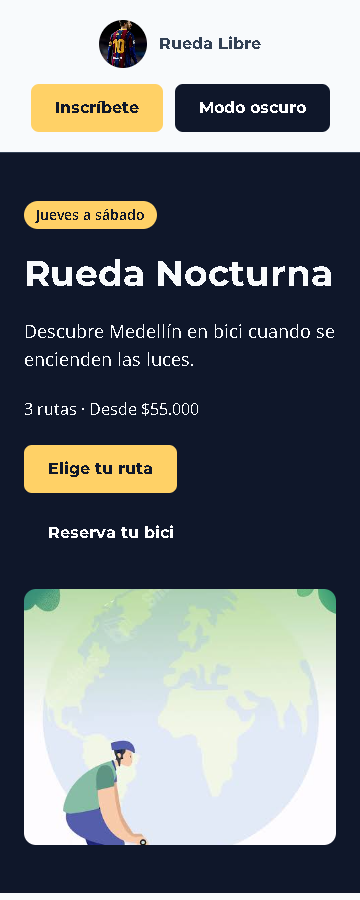 10
Rueda Libre
Inscríbete
Modo oscuro
Jueves a sábado
Rueda Nocturna
Descubre Medellín en bici cuando se
encienden las luces.
3 rutas · Desde $55.000
Elige tu ruta
Reserva tu bici